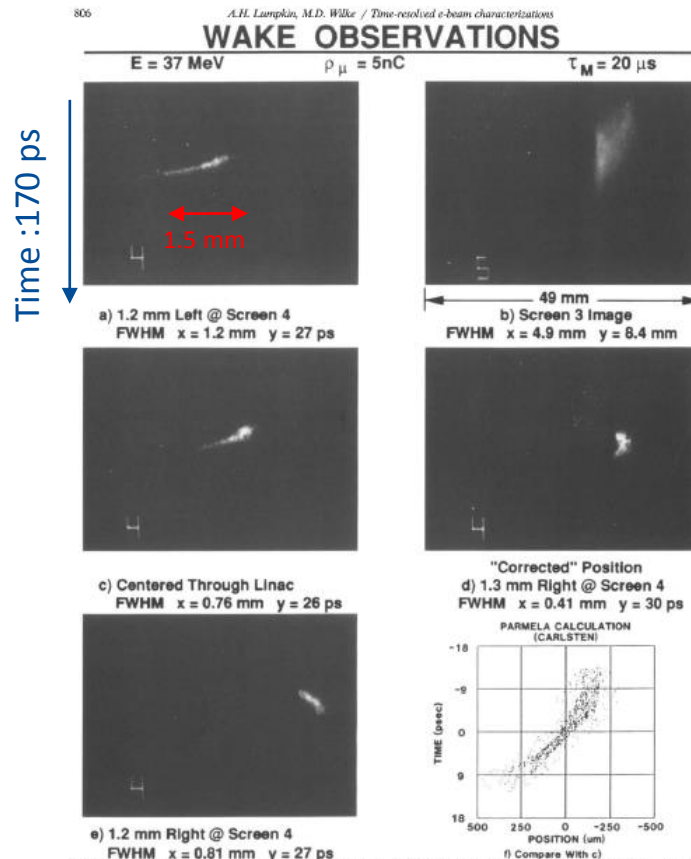 806
A.H. Lumpkin, M.D. Wilke / Time-resolved e-beam characterizations
WAKE OBSERVATIONS
E = 37 MeV ρμ = 5nC τM = 20 μs
Time :170 ps
1.5 mm
4
5
49 mm
a) 1.2 mm Left @ Screen 4
FWHM x = 1.2 mm y = 27 ps
b) Screen 3 Image
FWHM x = 4.9 mm y = 8.4 mm
4
4
c) Centered Through Linac
FWHM x = 0.76 mm y = 26 ps
"Corrected" Position
d) 1.3 mm Right @ Screen 4
FWHM x = 0.41 mm y = 30 ps
4
e) 1.2 mm Right @ Screen 4
FWHM x = 0.81 mm y = 27 ps
PARMELA CALCULATION
(CARLSTEN)
TIME (psec)
-18
-9
0
9
18
500 250 0 -250 -500
POSITION (um)
f) Compare With c)